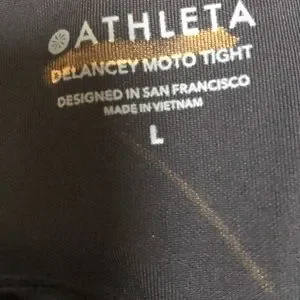 ATHLETA
DELANCEY MOTO TIGHT
DESIGNED IN SAN FRANCISCO
MADE IN VIETNAM
L